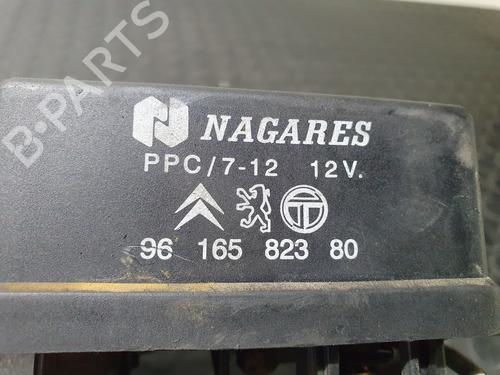 B-PARTS
NAGARES
PPC/7-12 12V.
96 165 823 80